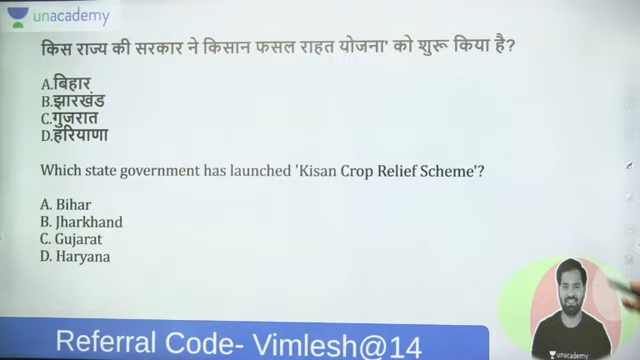 unacademy
किस राज्य की सरकार ने किसान फसल राहत योजना' को शुरू किया है?
A.बिहार
B.झारखंड
C.गुजरात
D.हरियाणा
Which state government has launched 'Kisan Crop Relief Scheme'?
A. Bihar
B. Jharkhand
C. Gujarat
D. Haryana
Referral Code- Vimlesh@14